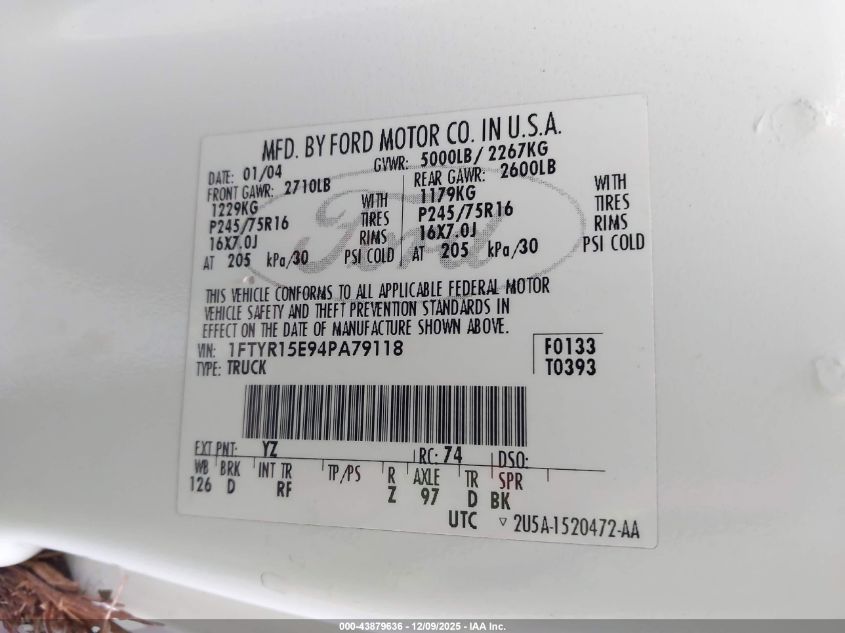 MFD. BY FORD MOTOR CO. IN U.S.A.
DATE: 01/04 GVWR: 5000LB/ 2267KG
FRONT GAWR: 2710LB REAR GAWR: 2600LB
1229KG WITH 1179KG WITH
P245/75R16 TIRES P245/75R16 TIRES
16X7.0J RIMS 16X7.0J RIMS
AT 205 kPa/30 PSI COLD AT 205 kPa/30 PSI COLD
Ford
THIS VEHICLE CONFORMS TO ALL APPLICABLE FEDERAL MOTOR
VEHICLE SAFETY AND THEFT PREVENTION STANDARDS IN
EFFECT ON THE DATE OF MANUFACTURE SHOWN ABOVE.
VIN: 1FTYR15E94PA79118 F0133
TYPE: TRUCK T0393
EXT PNT: YZ RC: 74 DSO:
WB BRK INT TR TP/PS R AXLE TR SPR
126 D RF Z 97 D BK
UTC ▽ 2U5A-1520472-AA
000-43879636 - 12/09/2025 - IAA Inc.